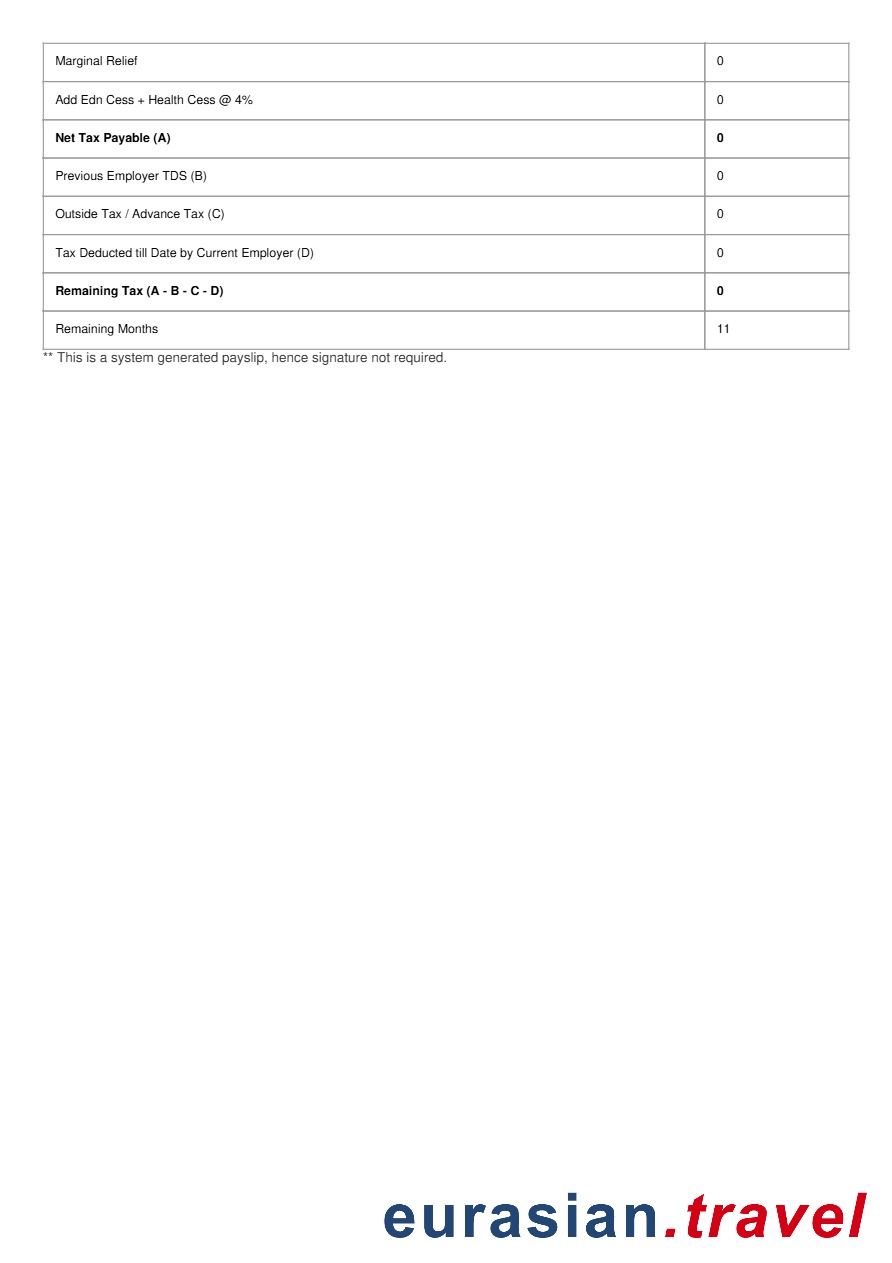 Marginal Relief 0
Add Edn Cess + Health Cess @ 4% 0
Net Tax Payable (A) 0
Previous Employer TDS (B) 0
Outside Tax / Advance Tax (C) 0
Tax Deducted till Date by Current Employer (D) 0
Remaining Tax (A - B - C - D) 0
Remaining Months 11
** This is a system generated payslip, hence signature not required.
eurasian.travel